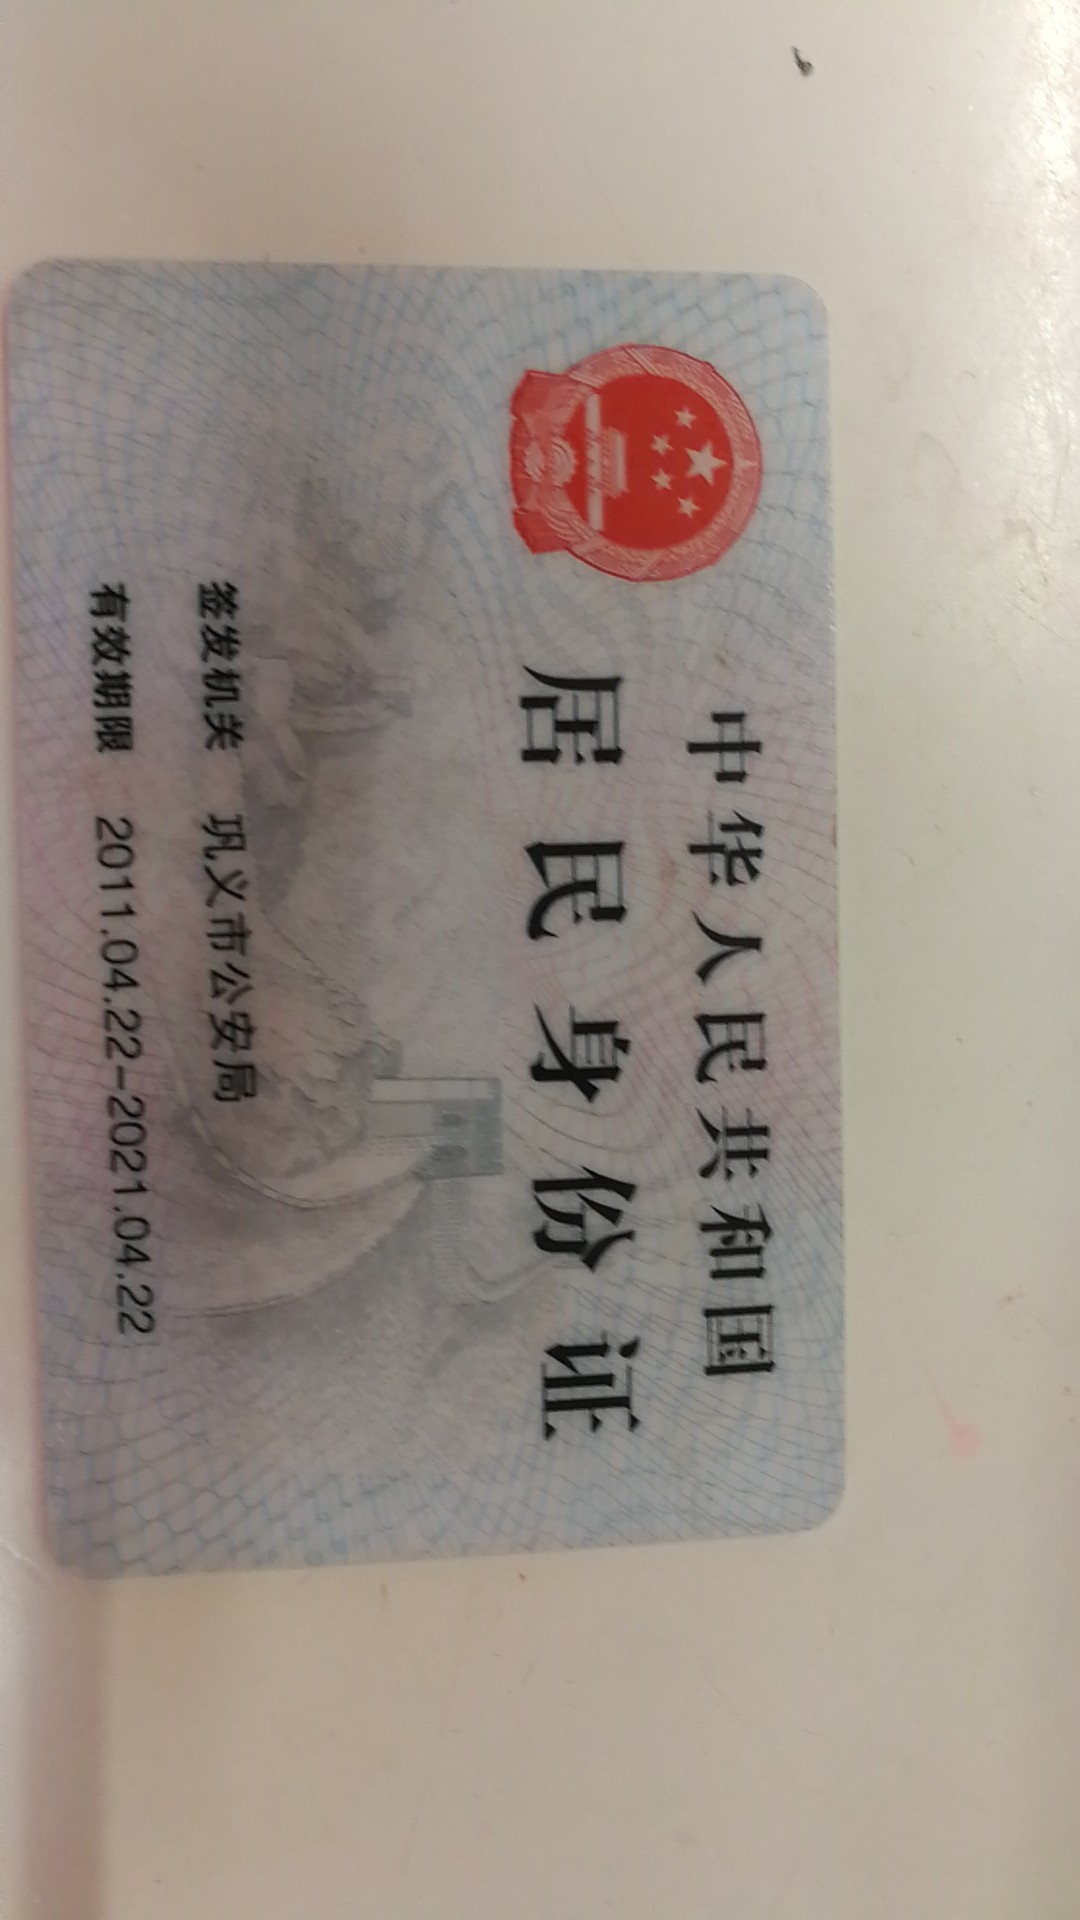 中华人民共和国
居民身份证
签发机关 巩义市公安局
有效期限 2011.04.22-2021.04.22